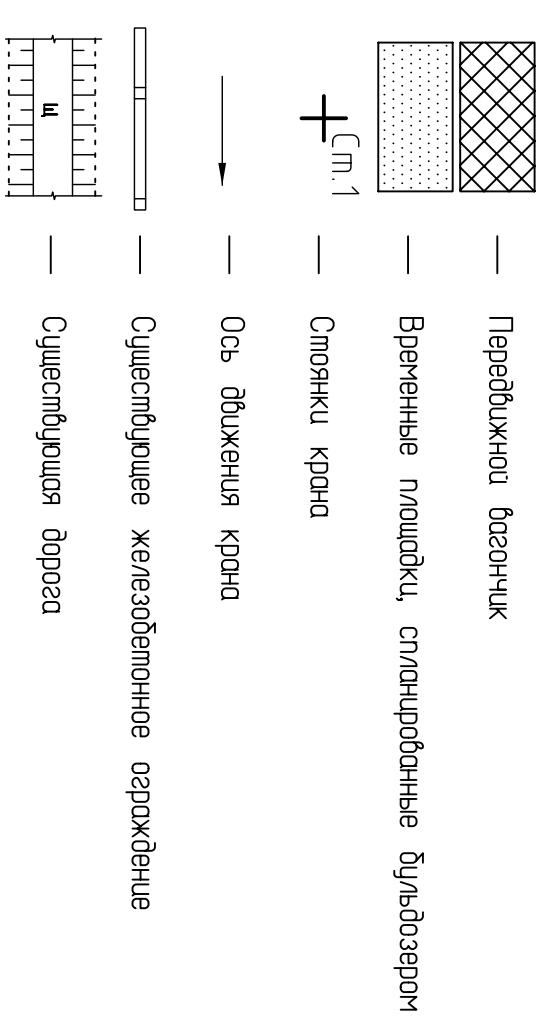 — Передвижной вагончик
— Временные площадки, спланированные бульдозером
Ст.1 — Стоянки крана
— Ось движения крана
— Существующее железобетонное ограждение
Щ — Существующая дорога